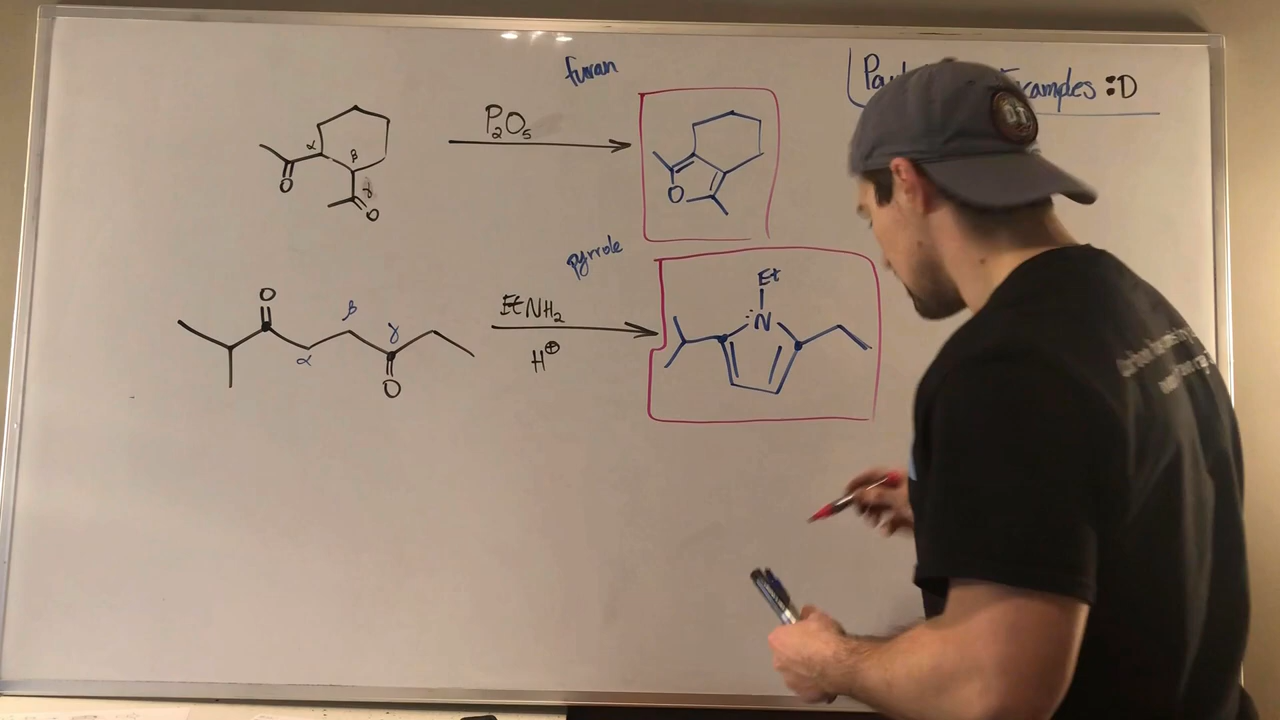 furan
Examples :D
P₂O₅
α
β
γ
O
O
O
pyrrole
EtNH₂
H⊕
O
α
β
γ
O
Et
:N